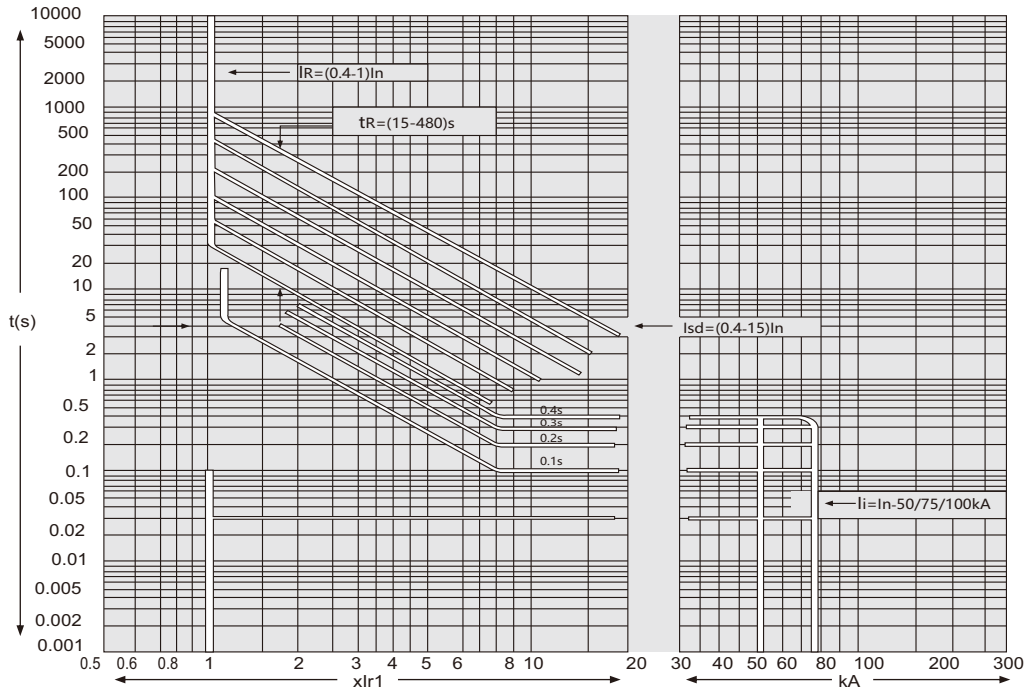 10000
5000
2000
1000
500
200
100
50
20
10
5
2
1
0.5
0.2
0.1
0.05
0.02
0.01
0.005
0.002
0.001
t(s)
IR=(0.4-1)In
tR=(15-480)s
Isd=(0.4-15)In
0.4s
0.3s
0.2s
0.1s
Ii=In-50/75/100kA
0.5 0.6 0.8 1 2 3 4 5 6 8 10 20 30 40 50 60 80 100 200 300
xIr1 kA